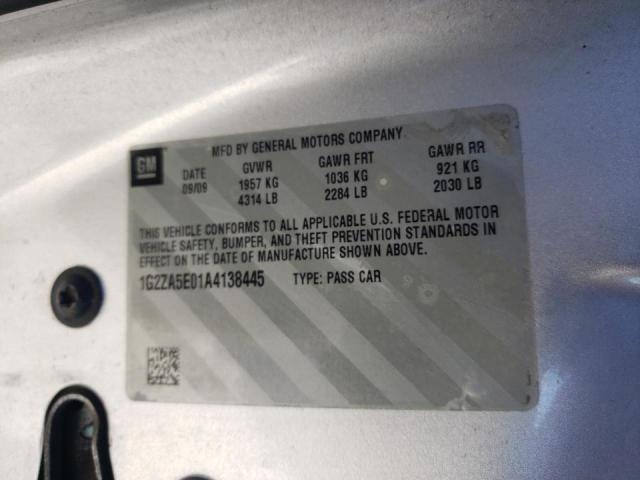 MFD BY GENERAL MOTORS COMPANY
GM
DATE GVWR GAWR FRT GAWR RR
09/09 1957 KG 1036 KG 921 KG
4314 LB 2284 LB 2030 LB
THIS VEHICLE CONFORMS TO ALL APPLICABLE U.S. FEDERAL MOTOR
VEHICLE SAFETY, BUMPER, AND THEFT PREVENTION STANDARDS IN
EFFECT ON THE DATE OF MANUFACTURE SHOWN ABOVE.
1G2ZA5E01A4138445 TYPE: PASS CAR